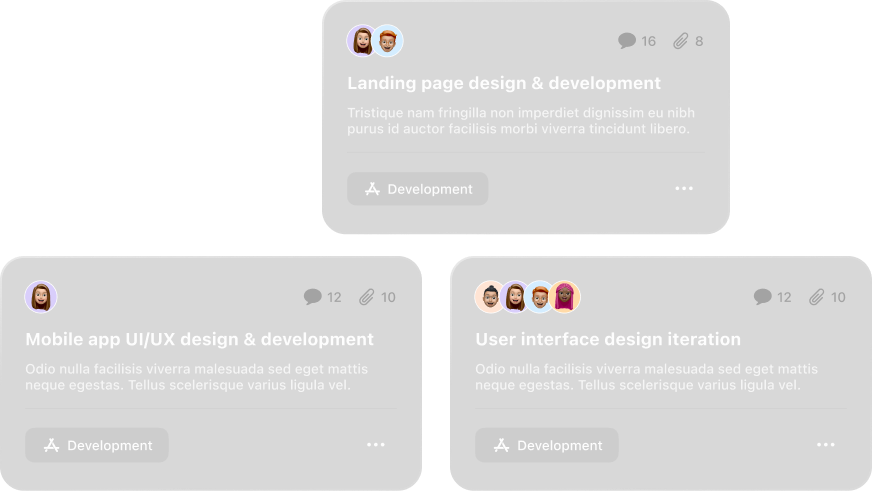 16 8
Landing page design & development
Tristique nam fringilla non imperdiet dignissim eu nibh
purus id auctor facilisis morbi viverra tincidunt libero.
Development
12 10
Mobile app UI/UX design & development
Odio nulla facilisis viverra malesuada sed eget mattis
neque egestas. Tellus scelerisque varius ligula vel.
Development
12 10
User interface design iteration
Odio nulla facilisis viverra malesuada sed eget mattis
neque egestas. Tellus scelerisque varius ligula vel.
Development